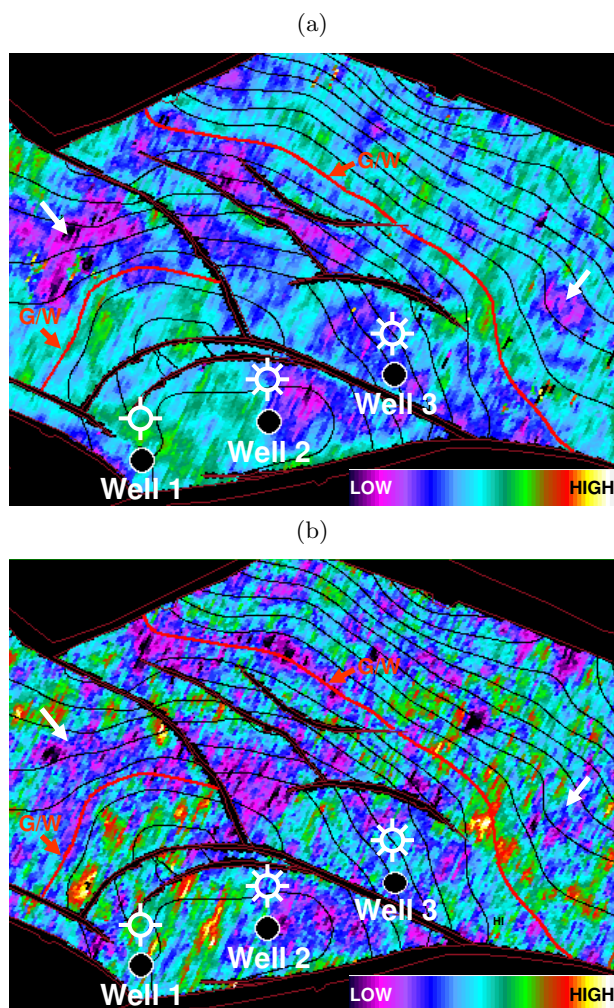 (a)
G/W
G/W
Well 3
Well 2
Well 1
LOW HIGH
(b)
G/W
G/W
Well 3
HI
Well 2
Well 1
LOW HIGH